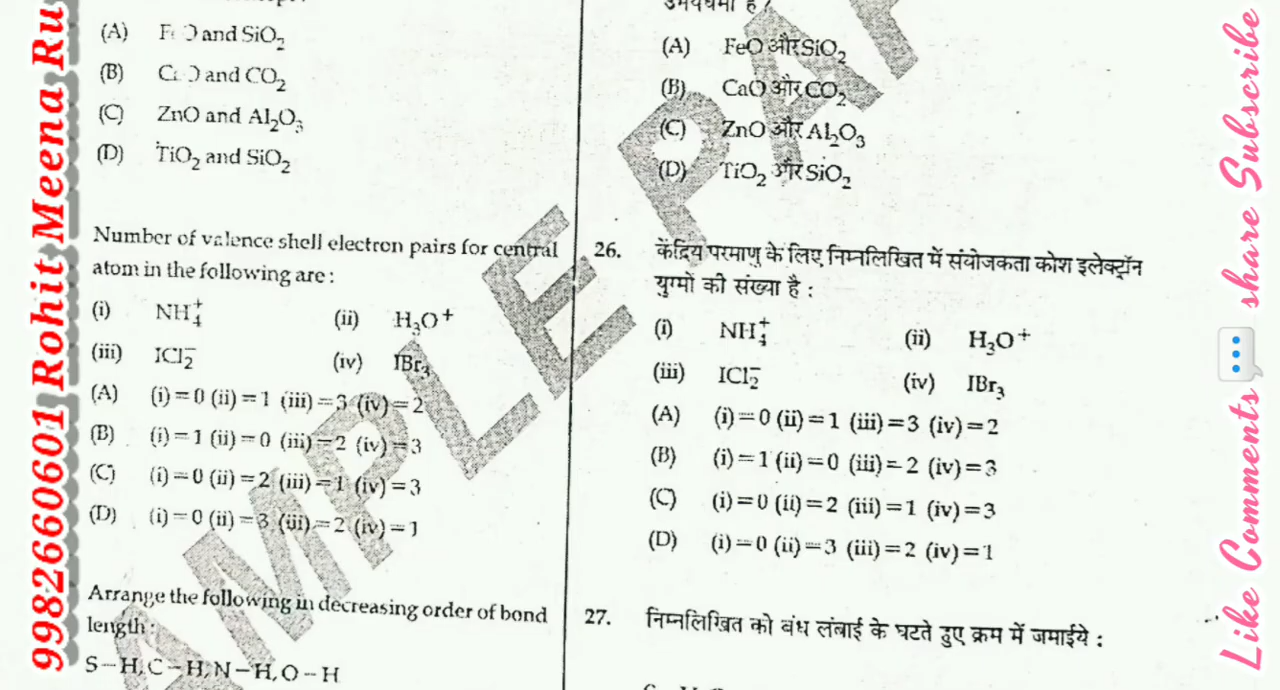 (A) and SiO₂
(B) and CO₂
(C) ZnO and Al₂O₃
(D) TiO₂ and SiO₂
Number of valence shell electron pairs for central
atom in the following are :
(i) NH₄⁺ (ii) H₃O⁺
(iii) ICl₂⁻ (iv) IBr₃
(A) (i)=0 (ii)=1 (iii)=3 (iv)=2
(B) (i)=1 (ii)=0 (iii)=2 (iv)=3
(C) (i)=0 (ii)=2 (iii)=1 (iv)=3
(D) (i)=0 (ii)=3 (iii)=2 (iv)=1
Arrange the following in decreasing order of bond
length :
S–H, C–H, N–H, O–H
(A) FeO और SiO₂
(B) CaO और CO₂
(C) ZnO और Al₂O₃
(D) TiO₂ और SiO₂
26. केंद्रिय परमाणु के लिए निम्नलिखित में संयोजकता कोश इलेक्ट्रॉन
युग्मों की संख्या है :
(i) NH₄⁺ (ii) H₃O⁺
(iii) ICl₂⁻ (iv) IBr₃
(A) (i)=0 (ii)=1 (iii)=3 (iv)=2
(B) (i)=1 (ii)=0 (iii)=2 (iv)=3
(C) (i)=0 (ii)=2 (iii)=1 (iv)=3
(D) (i)=0 (ii)=3 (iii)=2 (iv)=1
27. निम्नलिखित को बंध लंबाई के घटते हुए क्रम में जमाईये :
9982660601 Rohit Meena Ru
Like Comments 💬 share Subscribe
AMPLE PAP